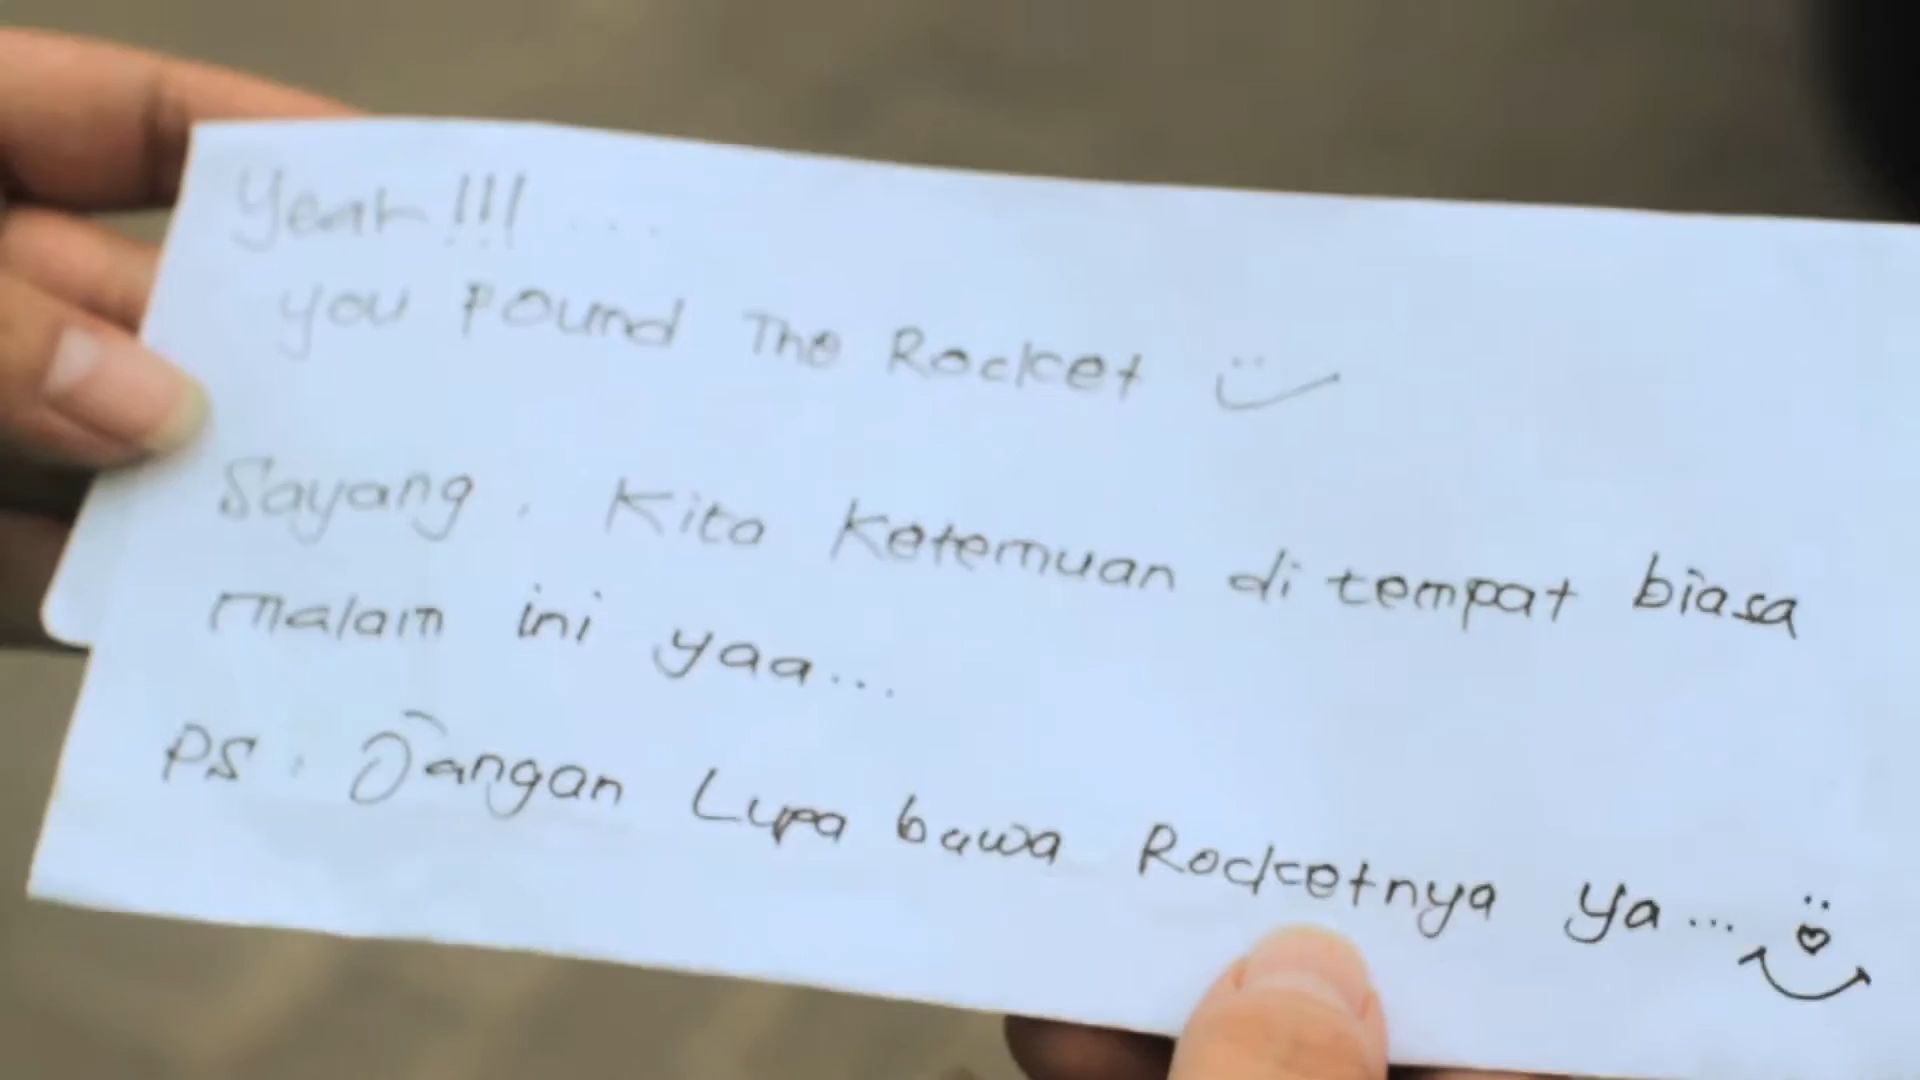 Yeah !!! ...
you Found The Rocket
Sayang, Kita Ketemuan di tempat biasa
malam ini yaa...
PS : Jangan Lupa bawa Rocketnya ya...